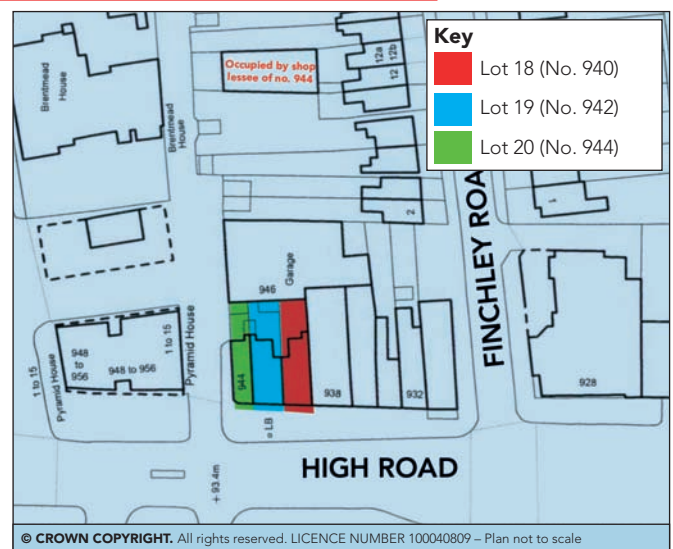 Key
Lot 18 (No. 940)
Lot 19 (No. 942)
Lot 20 (No. 944)
Occupied by shop
lessee of no. 944
Brentmead
House
Brentmead
House
12a
12b
12
2
1
FINCHLEY ROA
Garage
946
944
938
932
928
1 to 15
Pyramid House
948
to
956
948 to 956
1 to 15
Pyramid House
LB
+ 93.4m
HIGH ROAD
© CROWN COPYRIGHT. All rights reserved. LICENCE NUMBER 100040809 – Plan not to scale